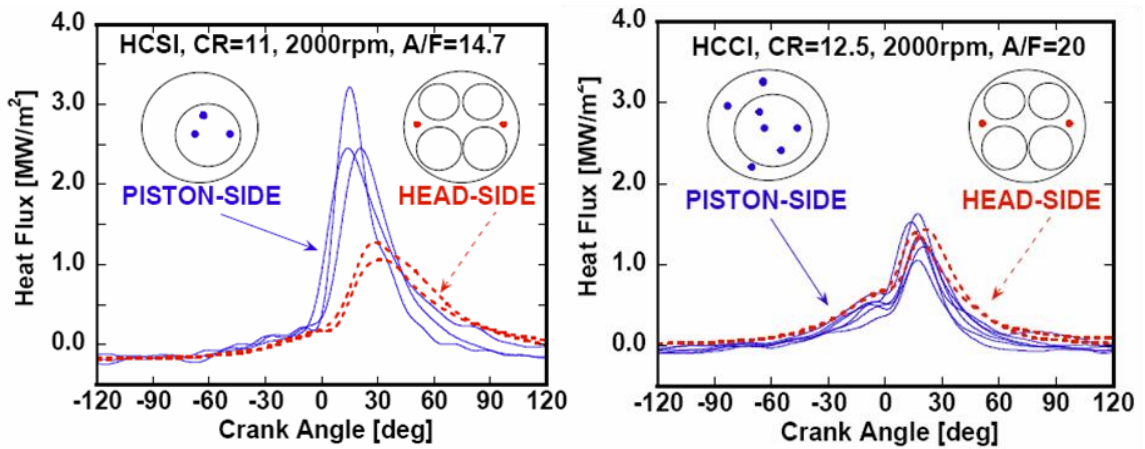 HCSI, CR=11, 2000rpm, A/F=14.7
Heat Flux [MW/m²]
4.0
3.0
2.0
1.0
0.0
PISTON-SIDE
HEAD-SIDE
-120 -90 -60 -30 0 30 60 90 120
Crank Angle [deg]
HCCI, CR=12.5, 2000rpm, A/F=20
Heat Flux [MW/m²]
4.0
3.0
2.0
1.0
0.0
PISTON-SIDE
HEAD-SIDE
-120 -90 -60 -30 0 30 60 90 120
Crank Angle [deg]